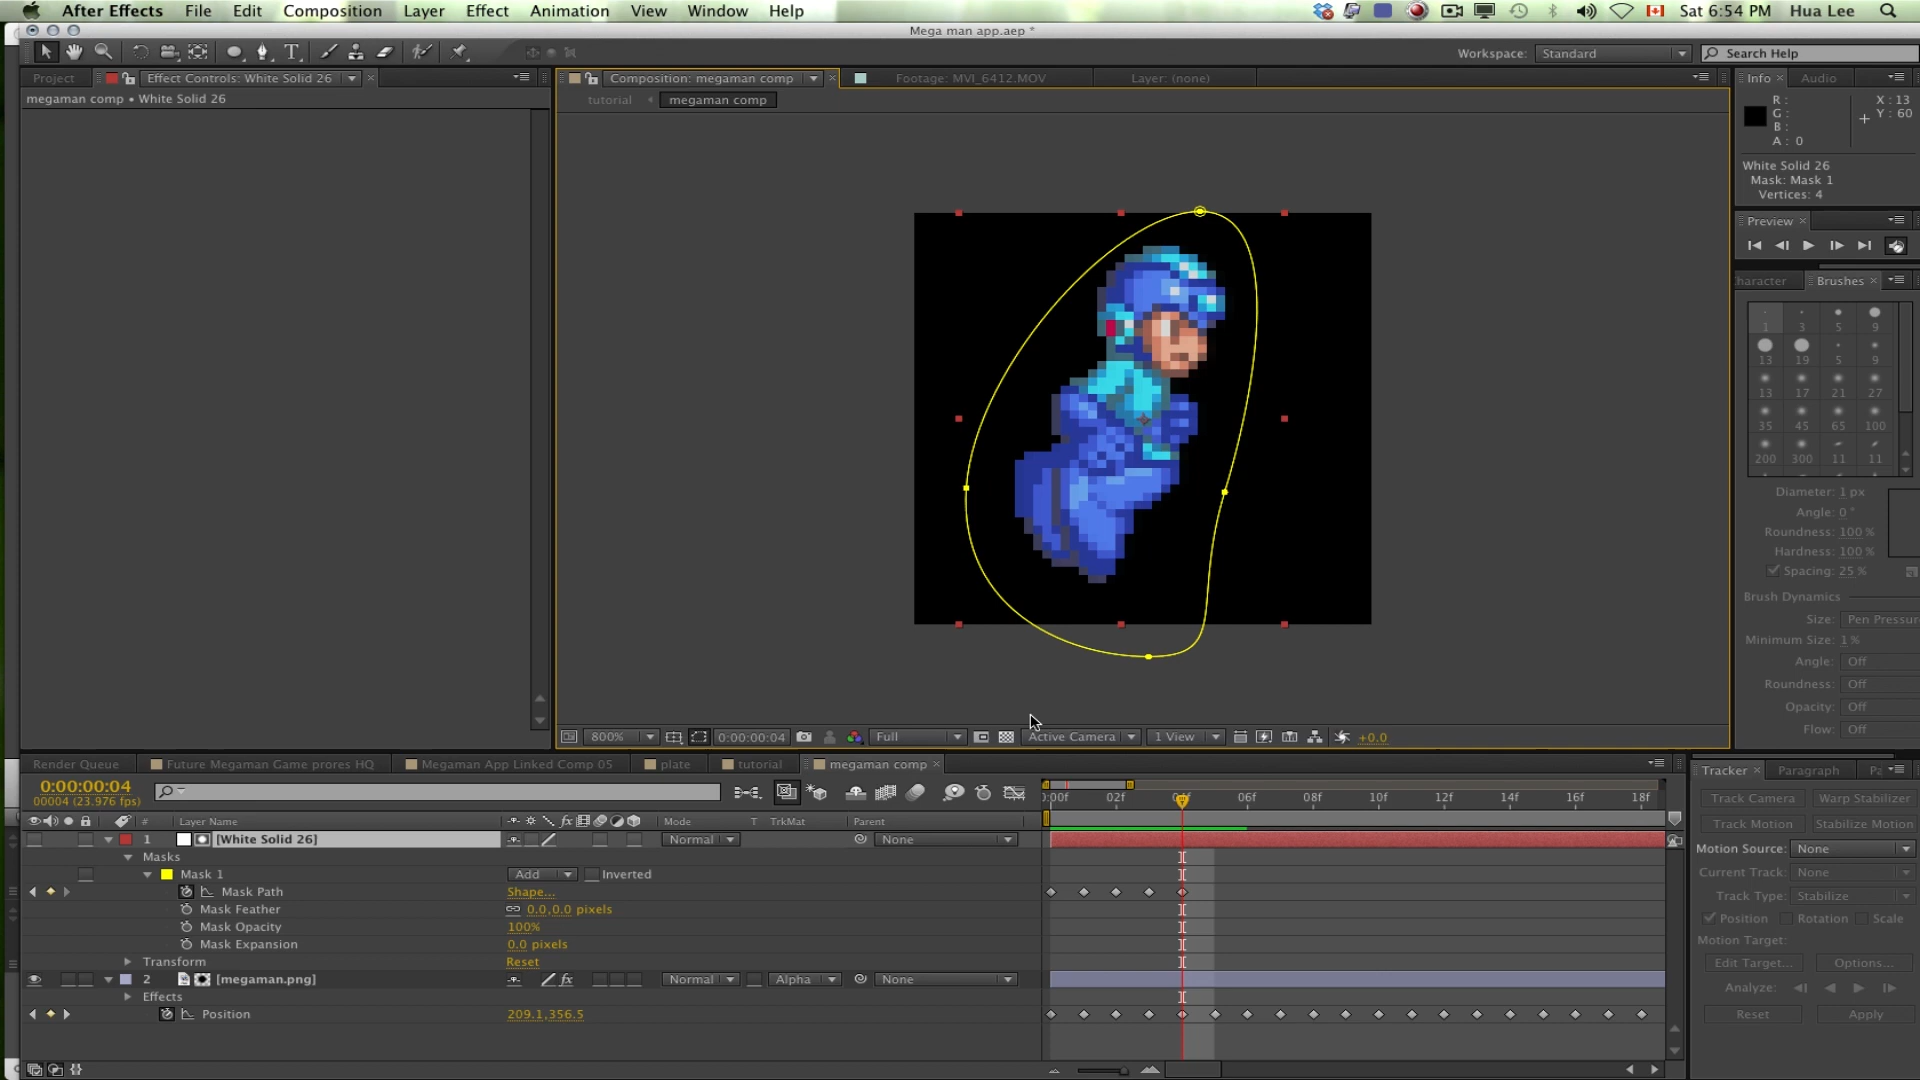 After Effects File Edit Composition Layer Effect Animation View Window Help Sat 6:54 PM Hua Lee
Mega man app.aep *
Workspace: Standard Search Help
Project Effect Controls: White Solid 26 Composition: megaman comp Footage: MVI_6412.MOV Layer: (none) Info Audio
megaman comp • White Solid 26 tutorial megaman comp
R : X : 13
G : Y : 60
B :
A : 0
White Solid 26
Mask: Mask 1
Vertices: 4
Preview
haracter Brushes
1 3 5 9
13 19 5 9
13 17 21 27
35 45 65 100
200 300 11 11
Diameter: 1 px
Angle: 0 °
Roundness: 100 %
Hardness: 100 %
Spacing: 25 %
Brush Dynamics
Size: Pen Pressur
Minimum Size: 1 %
Angle: Off
Roundness: Off
Opacity: Off
Flow: Off
800% 0:00:00:04 Full Active Camera 1 View +0.0
Render Queue Future Megaman Game prores HQ Megaman App Linked Comp 05 plate tutorial megaman comp
0:00:00:04
00004 (23.976 fps)
):00f 02f 06f 08f 10f 12f 14f 16f 18f
# Layer Name fx Mode T TrkMat Parent
1 [White Solid 26] Normal None
Masks
Mask 1 Add Inverted
Mask Path Shape...
Mask Feather 0.0,0.0 pixels
Mask Opacity 100%
Mask Expansion 0.0 pixels
Transform Reset
2 [megaman.png] fx Normal Alpha None
Effects
Position 209.1,356.5
Tracker Paragraph Pa
Track Camera Warp Stabilizer
Track Motion Stabilize Motion
Motion Source: None
Current Track: None
Track Type: Stabilize
Position Rotation Scale
Motion Target:
Edit Target... Options...
Analyze:
Reset Apply